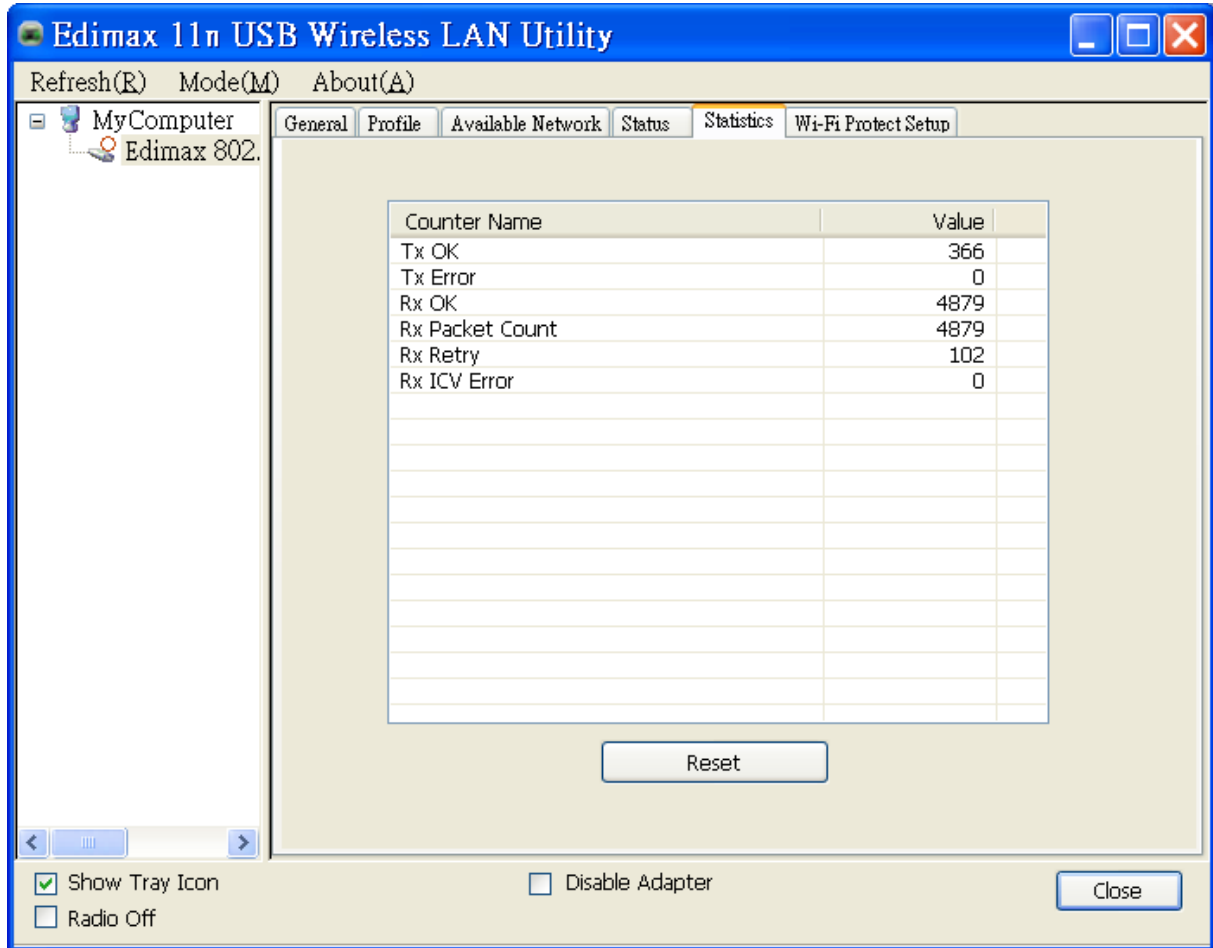 Edimax 11n USB Wireless LAN Utility
Refresh(R) Mode(M) About(A)
MyComputer
Edimax 802.
General Profile Available Network Status Statistics Wi-Fi Protect Setup
Counter Name Value
Tx OK 366
Tx Error 0
Rx OK 4879
Rx Packet Count 4879
Rx Retry 102
Rx ICV Error 0
Reset
Show Tray Icon Disable Adapter
Radio Off
Close